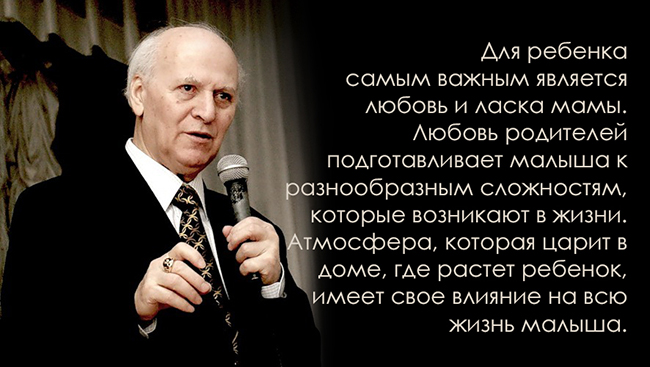 Для ребенка
самым важным является
любовь и ласка мамы.
Любовь родителей
подготавливает малыша к
разнообразным сложностям,
которые возникают в жизни.
Атмосфера, которая царит в
доме, где растет ребенок,
имеет свое влияние на всю
жизнь малыша.